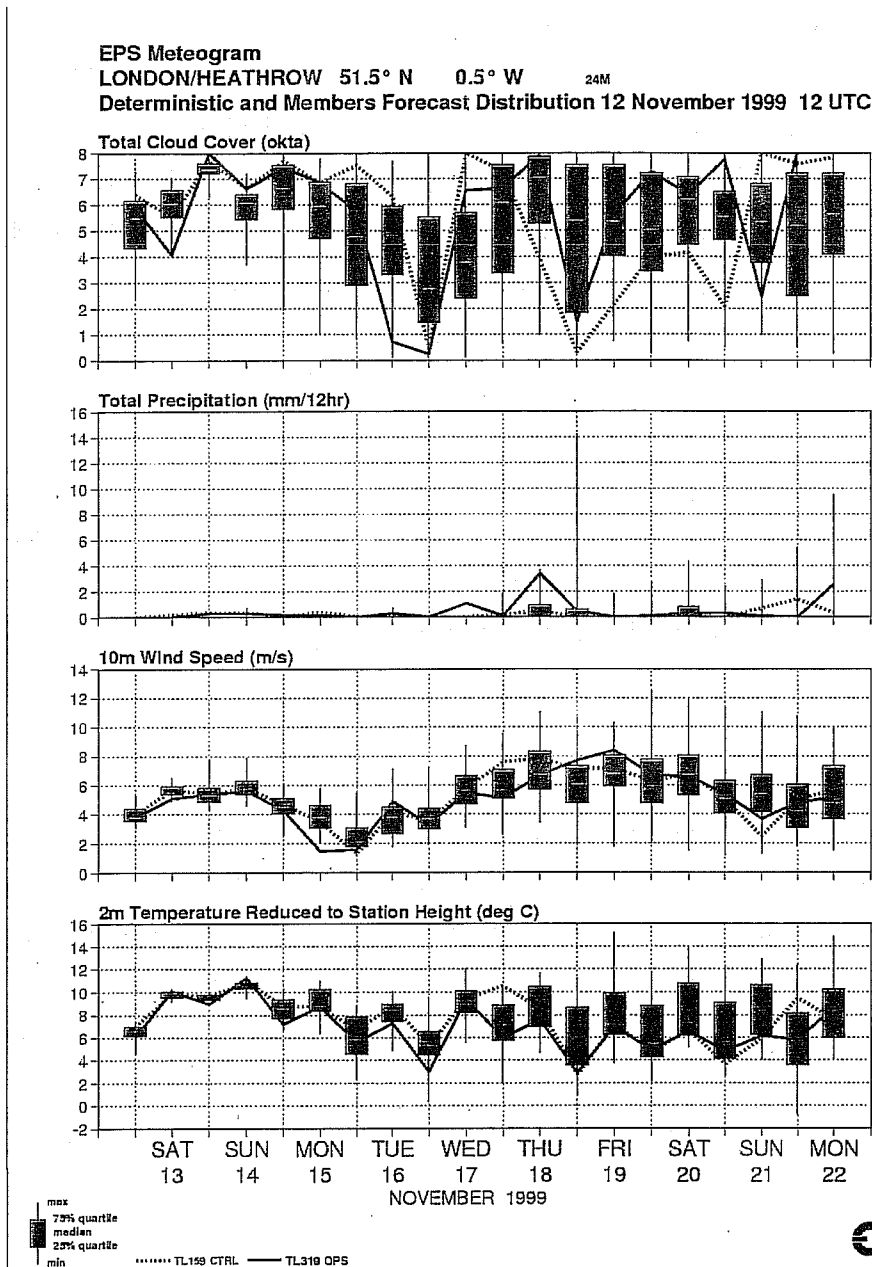 EPS Meteogram
LONDON/HEATHROW 51.5° N 0.5° W 24M
Deterministic and Members Forecast Distribution 12 November 1999 12 UTC
Total Cloud Cover (okta)
8
7
6
5
4
3
2
1
0
Total Precipitation (mm/12hr)
16
14
12
10
8
6
4
2
0
10m Wind Speed (m/s)
14
12
10
8
6
4
2
0
2m Temperature Reduced to Station Height (deg C)
16
14
12
10
8
6
4
2
0
-2
SAT SUN MON TUE WED THU FRI SAT SUN MON
13 14 15 16 17 18 19 20 21 22
NOVEMBER 1999
max
75% quartile
median
25% quartile
min
TL159 CTRL TL319 OPS